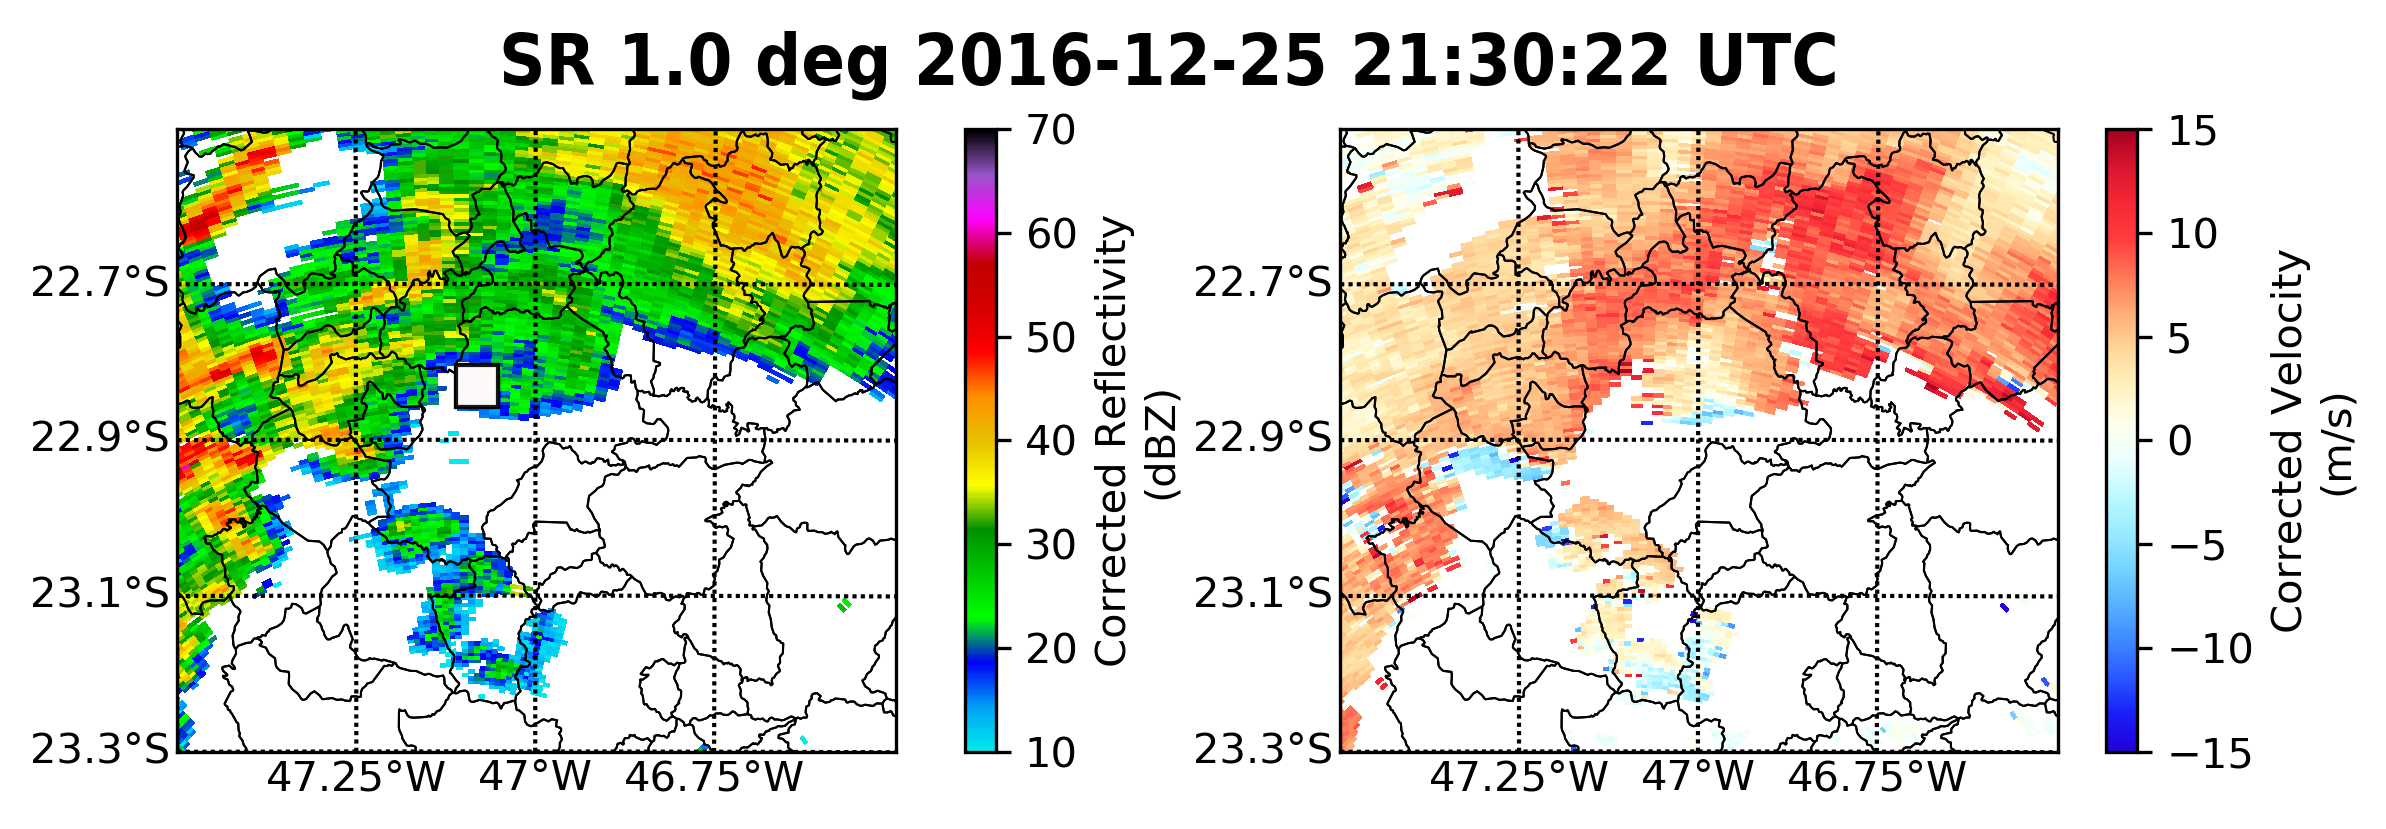 SR 1.0 deg 2016-12-25 21:30:22 UTC
22.7°S
22.9°S
23.1°S
23.3°S
47.25°W 47°W 46.75°W
70
60
50
40
30
20
10
Corrected Reflectivity
(dBZ)
22.7°S
22.9°S
23.1°S
23.3°S
47.25°W 47°W 46.75°W
15
10
5
0
−5
−10
−15
Corrected Velocity
(m/s)